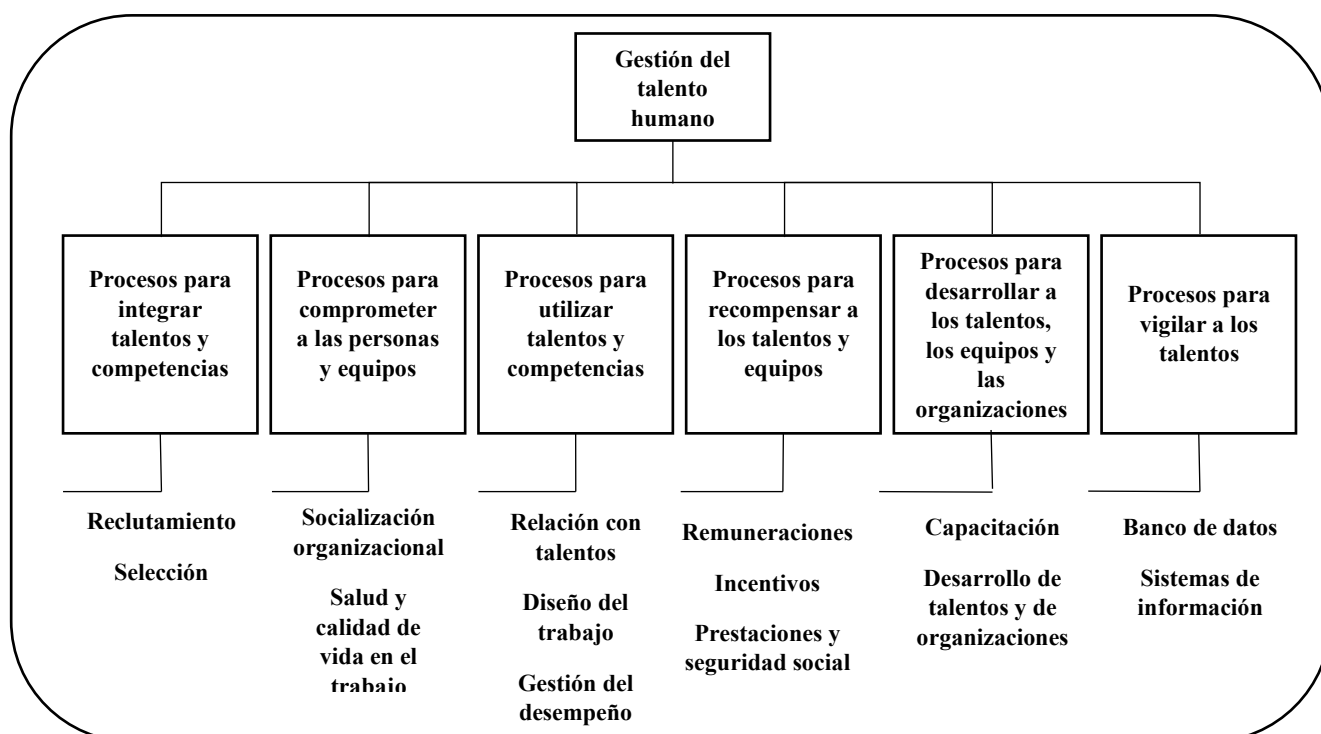 Gestión del
talento
humano
Procesos para
integrar
talentos y
competencias
Procesos para
comprometer
a las personas
y equipos
Procesos para
utilizar
talentos y
competencias
Procesos para
recompensar a
los talentos y
equipos
Procesos para
desarrollar a
los talentos,
los equipos y
las
organizaciones
Procesos para
vigilar a los
talentos
Reclutamiento
Selección
Socialización
organizacional
Salud y
calidad de
vida en el
trabajo
Relación con
talentos
Diseño del
trabajo
Gestión del
desempeño
Remuneraciones
Incentivos
Prestaciones y
seguridad social
Capacitación
Desarrollo de
talentos y de
organizaciones
Banco de datos
Sistemas de
información